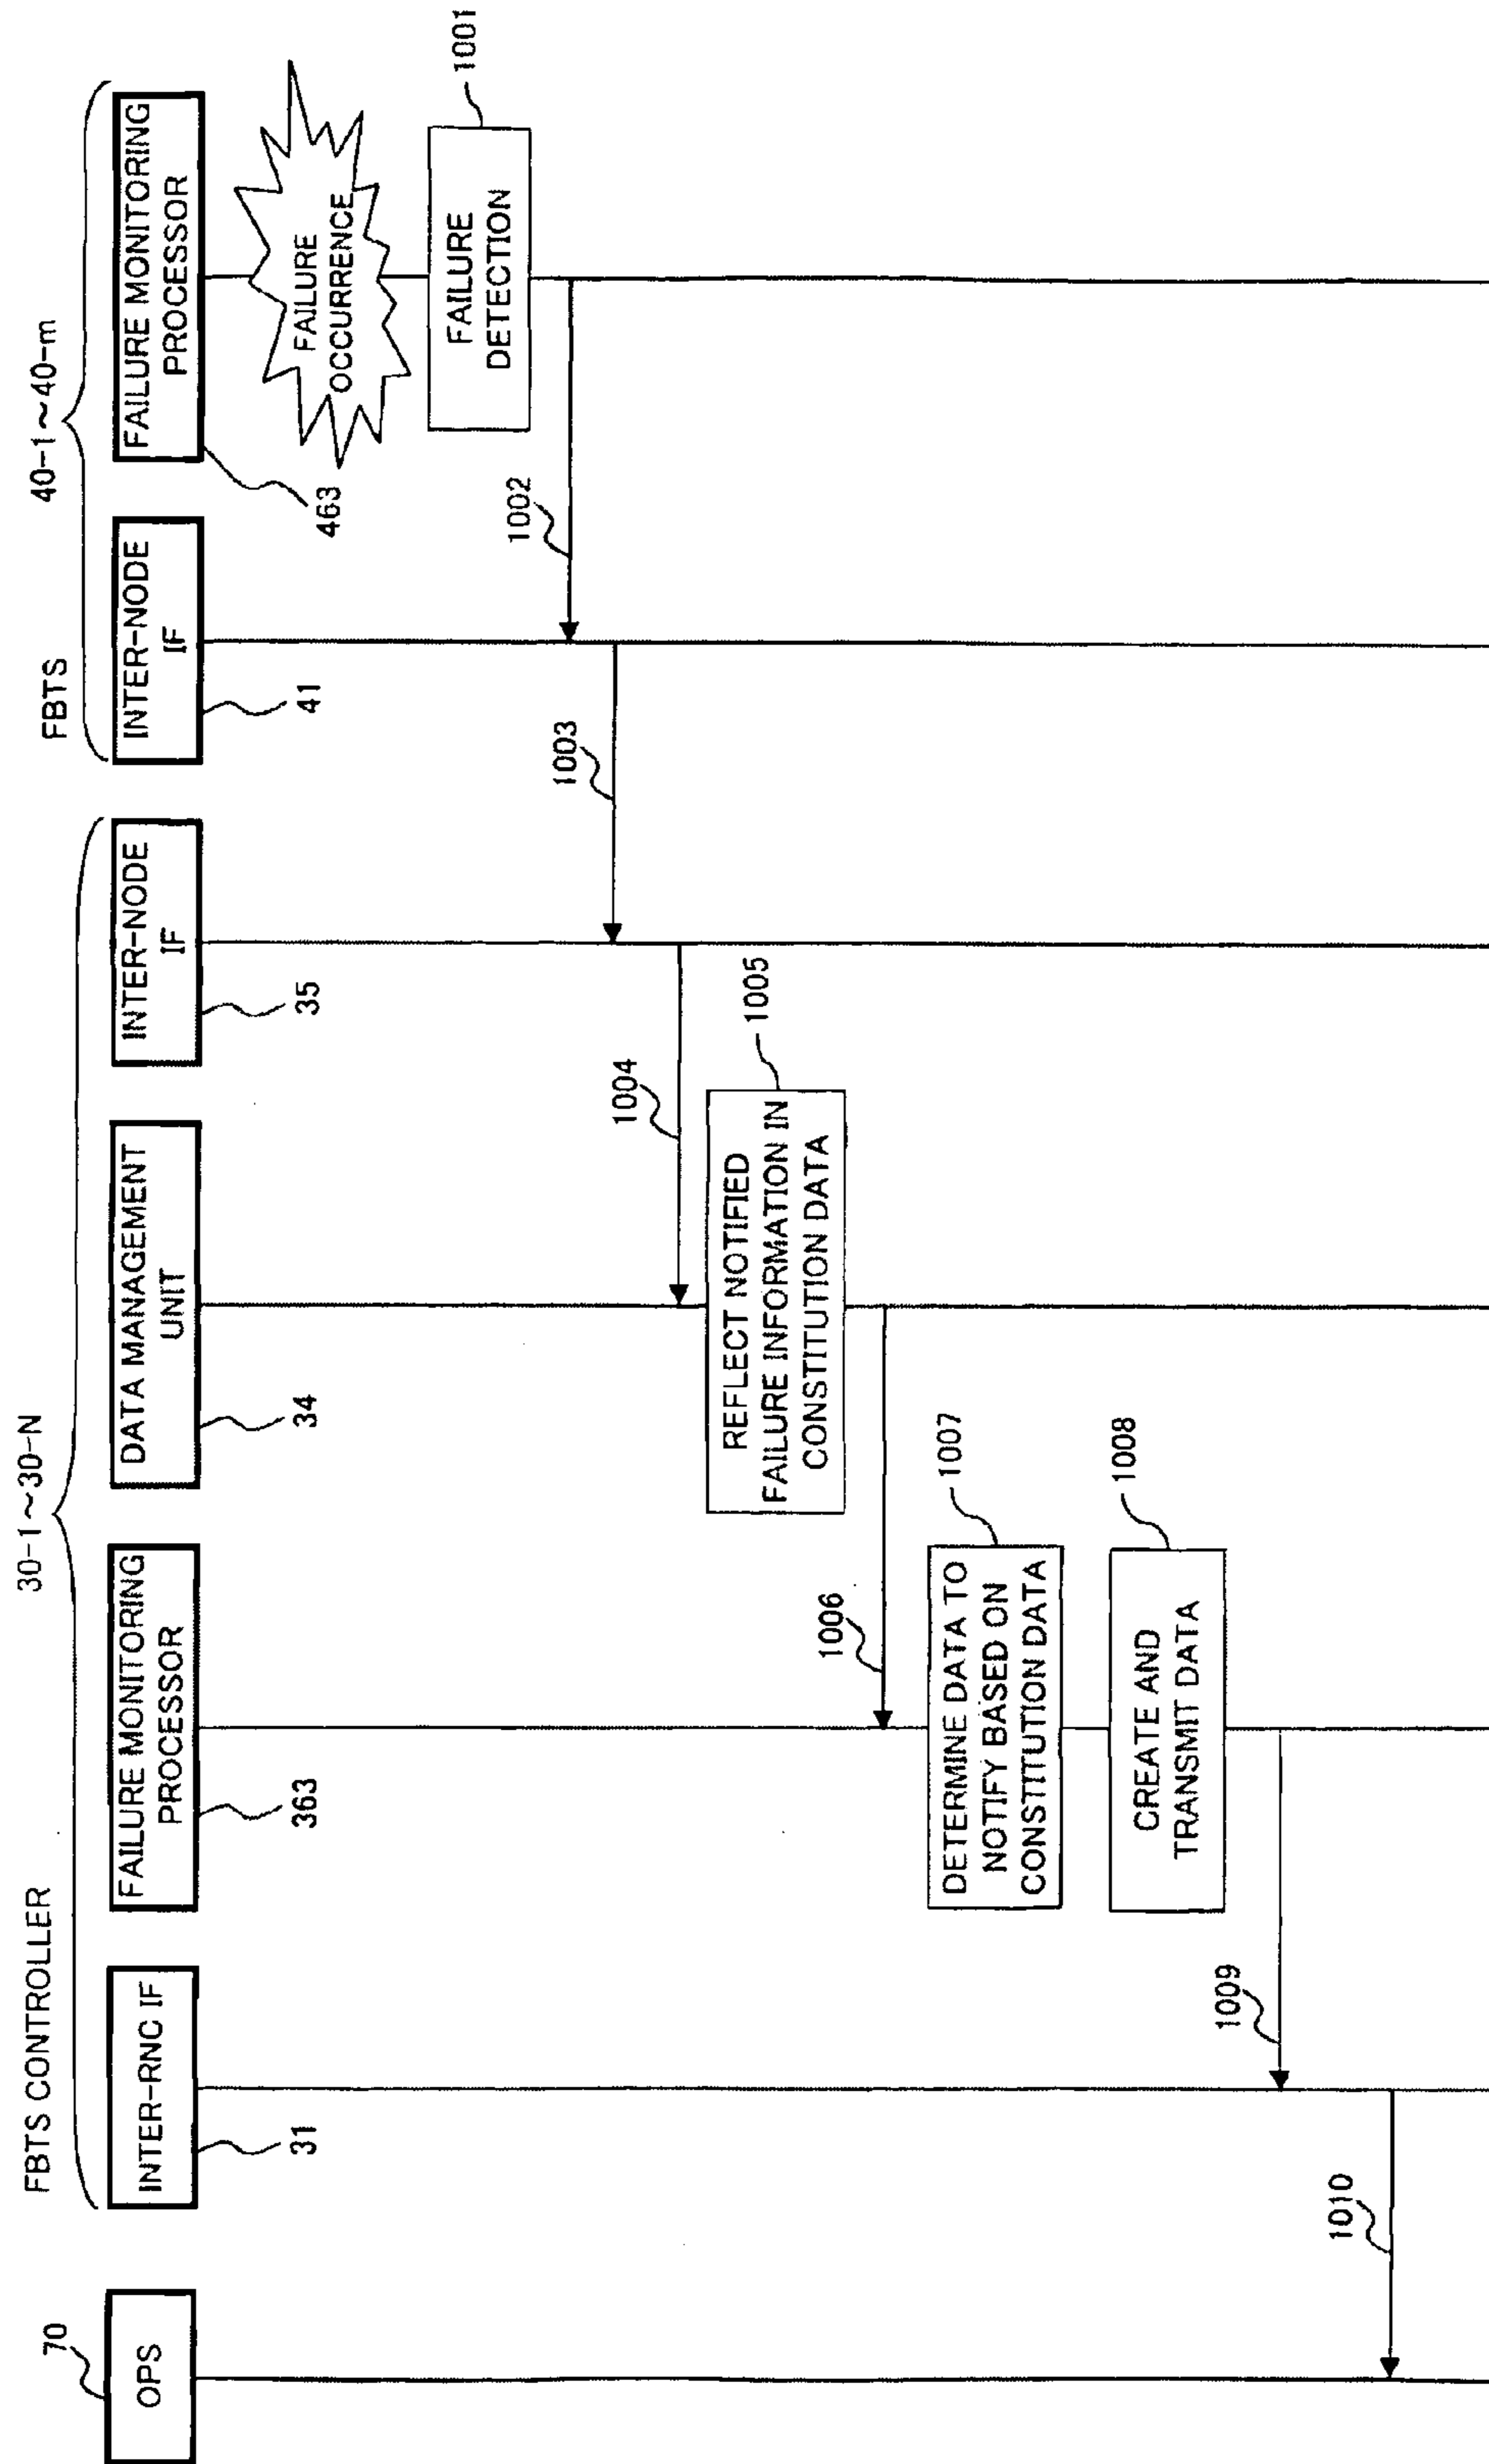 FBTS CONTROLLER
30-1~30-N
FBTS
40-1~40-m
70
OPS
INTER-RNC IF
31
FAILURE MONITORING
PROCESSOR
363
DATA MANAGEMENT
UNIT
34
INTER-NODE
IF
35
INTER-NODE
IF
41
FAILURE MONITORING
PROCESSOR
463
FAILURE
OCCURRENCE
FAILURE
DETECTION
1001
1002
1003
1004
REFLECT NOTIFIED
FAILURE INFORMATION IN
CONSTITUTION DATA
1005
1006
DETERMINE DATA TO
NOTIFY BASED ON
CONSTITUTION DATA
1007
CREATE AND
TRANSMIT DATA
1008
1009
1010